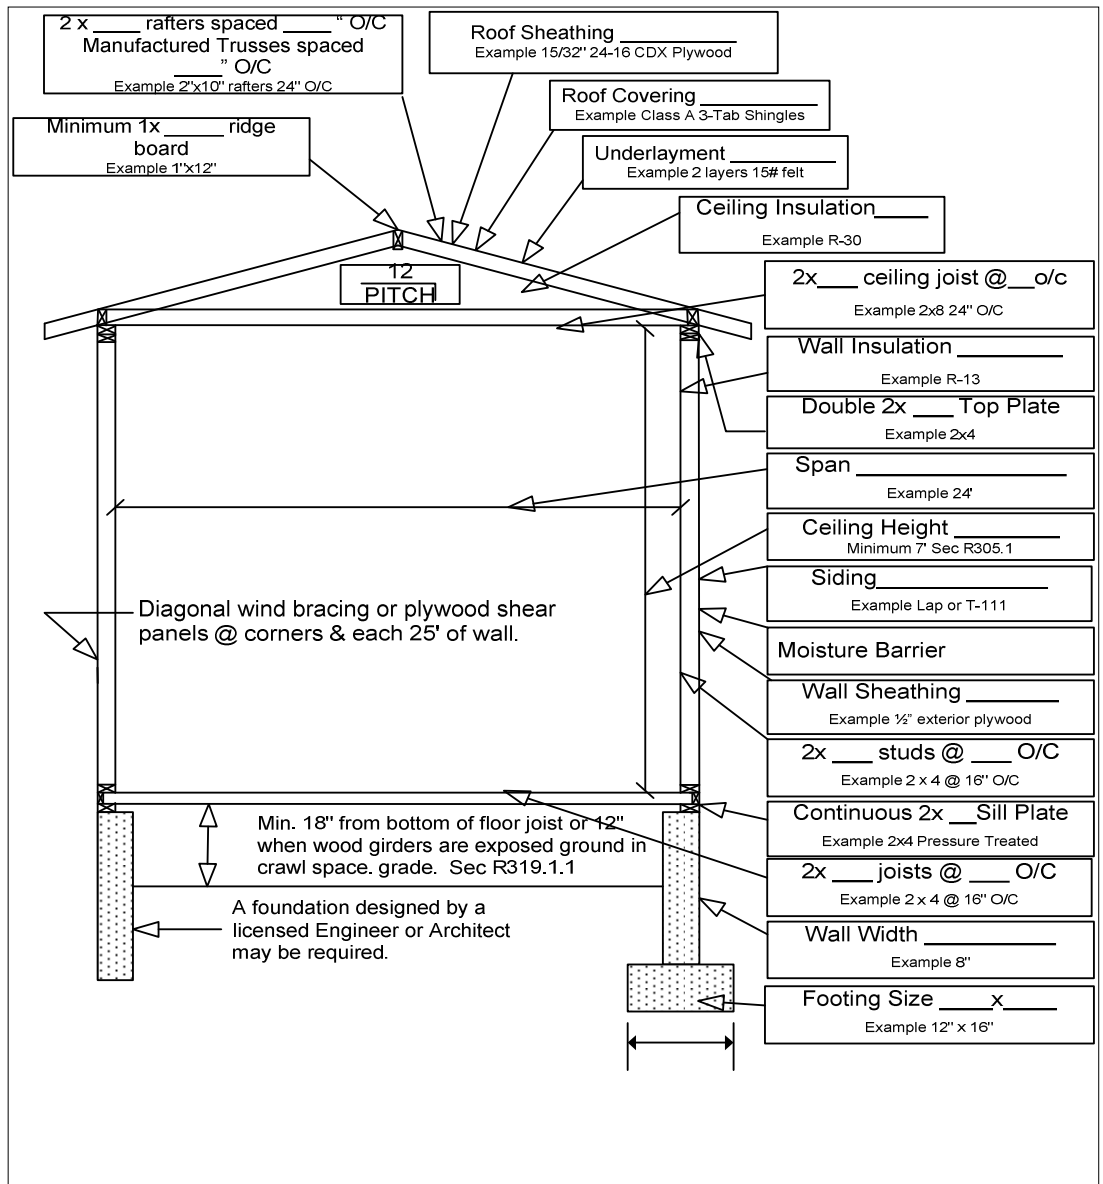 2 x ____ rafters spaced ____ “ O/C
Manufactured Trusses spaced
____” O/C
Example 2"x10" rafters 24" O/C
Roof Sheathing __________
Example 15/32" 24-16 CDX Plywood
Roof Covering __________
Example Class A 3-Tab Shingles
Minimum 1x _____ ridge
board
Example 1"x12"
Underlayment _________
Example 2 layers 15# felt
Ceiling Insulation_____
Example R-30
12
PITCH
2x___ ceiling joist @__o/c
Example 2x8 24" O/C
Wall Insulation _________
Example R-13
Double 2x ___ Top Plate
Example 2x4
Span __________________
Example 24'
Ceiling Height _________
Minimum 7' Sec R305.1
Siding_______________
Example Lap or T-111
Diagonal wind bracing or plywood shear
panels @ corners & each 25' of wall.
Moisture Barrier
Wall Sheathing ________
Example ½” exterior plywood
2x ___ studs @ ___ O/C
Example 2 x 4 @ 16" O/C
Continuous 2x __Sill Plate
Example 2x4 Pressure Treated
Min. 18" from bottom of floor joist or 12"
when wood girders are exposed ground in
crawl space. grade. Sec R319.1.1
2x ___ joists @ ___ O/C
Example 2 x 4 @ 16" O/C
A foundation designed by a
licensed Engineer or Architect
may be required.
Wall Width ___________
Example 8"
Footing Size ____x____
Example 12" x 16"